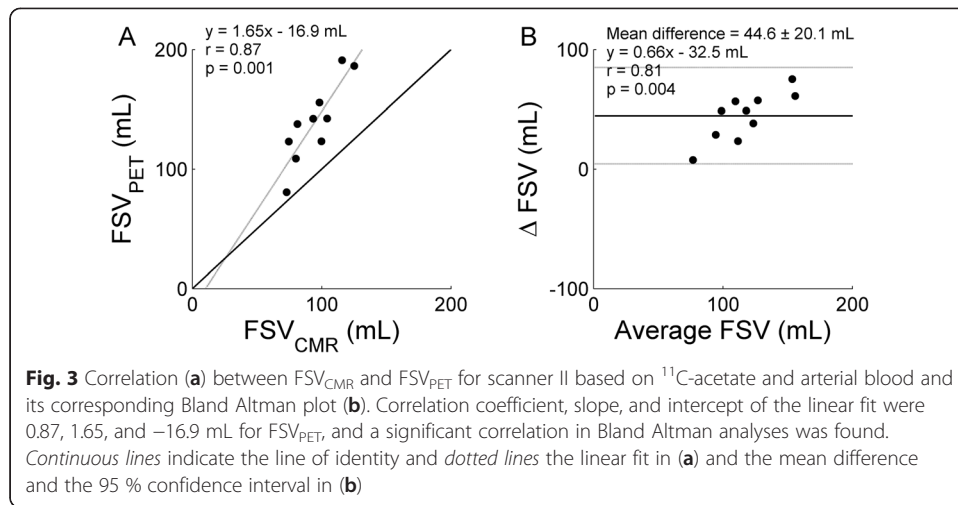 A
y = 1.65x - 16.9 mL
r = 0.87
p = 0.001
200
100
0
FSV_PET (mL)
0
100
200
FSV_CMR (mL)
B
Mean difference = 44.6 ± 20.1 mL
y = 0.66x - 32.5 mL
r = 0.81
p = 0.004
100
0
-100
Δ FSV (mL)
0
100
200
Average FSV (mL)
Fig. 3 Correlation (a) between FSV_CMR and FSV_PET for scanner II based on ¹¹C-acetate and arterial blood and
its corresponding Bland Altman plot (b). Correlation coefficient, slope, and intercept of the linear fit were
0.87, 1.65, and −16.9 mL for FSV_PET, and a significant correlation in Bland Altman analyses was found.
Continuous lines indicate the line of identity and dotted lines the linear fit in (a) and the mean difference
and the 95 % confidence interval in (b)